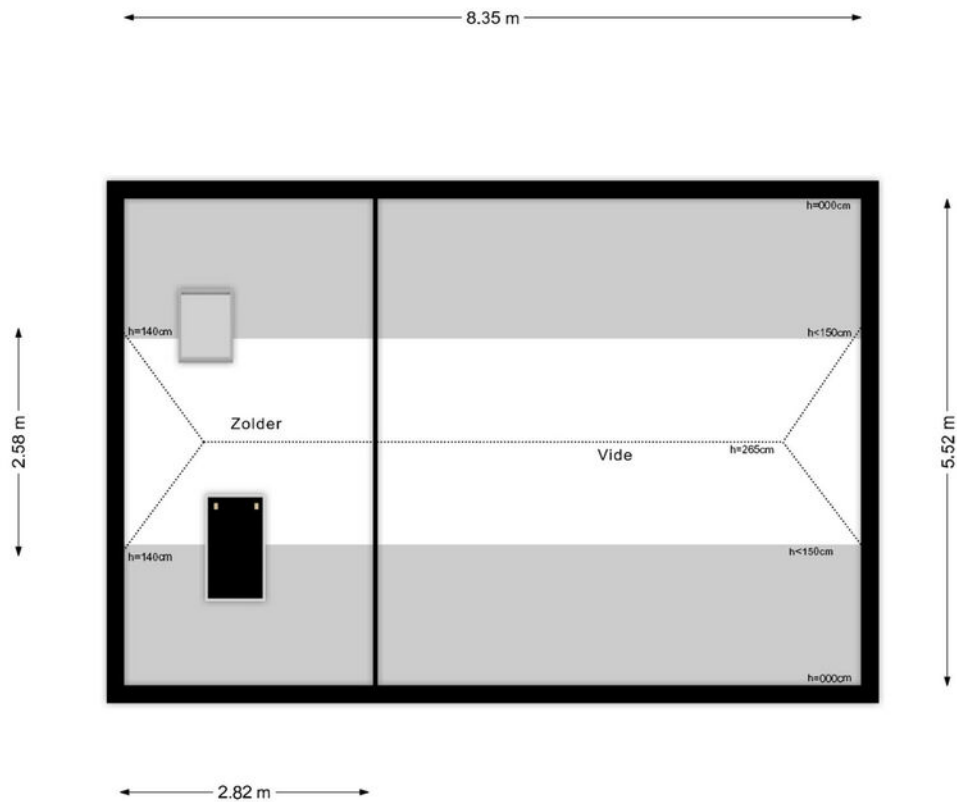 8.35 m
h=000cm
h=140cm
h<150cm
2.58 m
Zolder
5.52 m
Vide
h=265cm
h=140cm
h<150cm
h=000cm
2.82 m